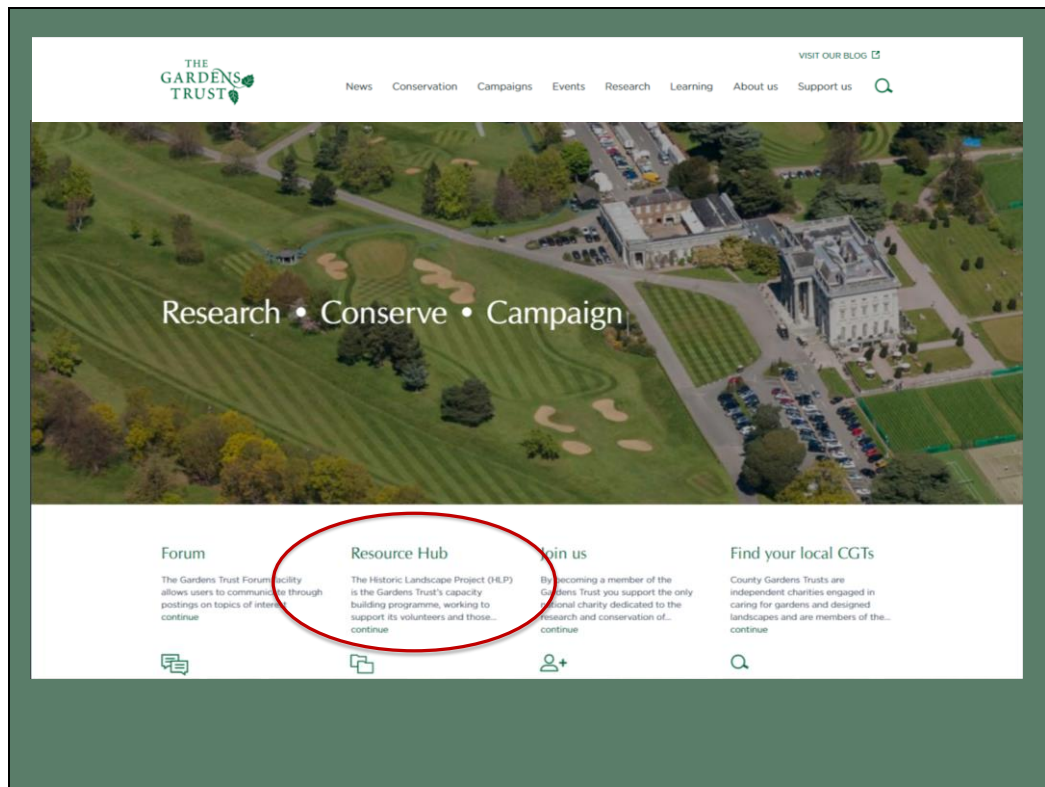 VISIT OUR BLOG
THE
GARDENS
TRUST
News Conservation Campaigns Events Research Learning About us Support us
Research • Conserve • Campaign
Forum
The Gardens Trust Forum facility
allows users to communicate through
postings on topics of interest
continue
Resource Hub
The Historic Landscape Project (HLP)
is the Gardens Trust's capacity
building programme, working to
support its volunteers and those...
continue
Join us
By becoming a member of the
Gardens Trust you support the only
national charity dedicated to the
research and conservation of...
continue
Find your local CGTs
County Gardens Trusts are
independent charities engaged in
caring for gardens and designed
landscapes and are members of the...
continue